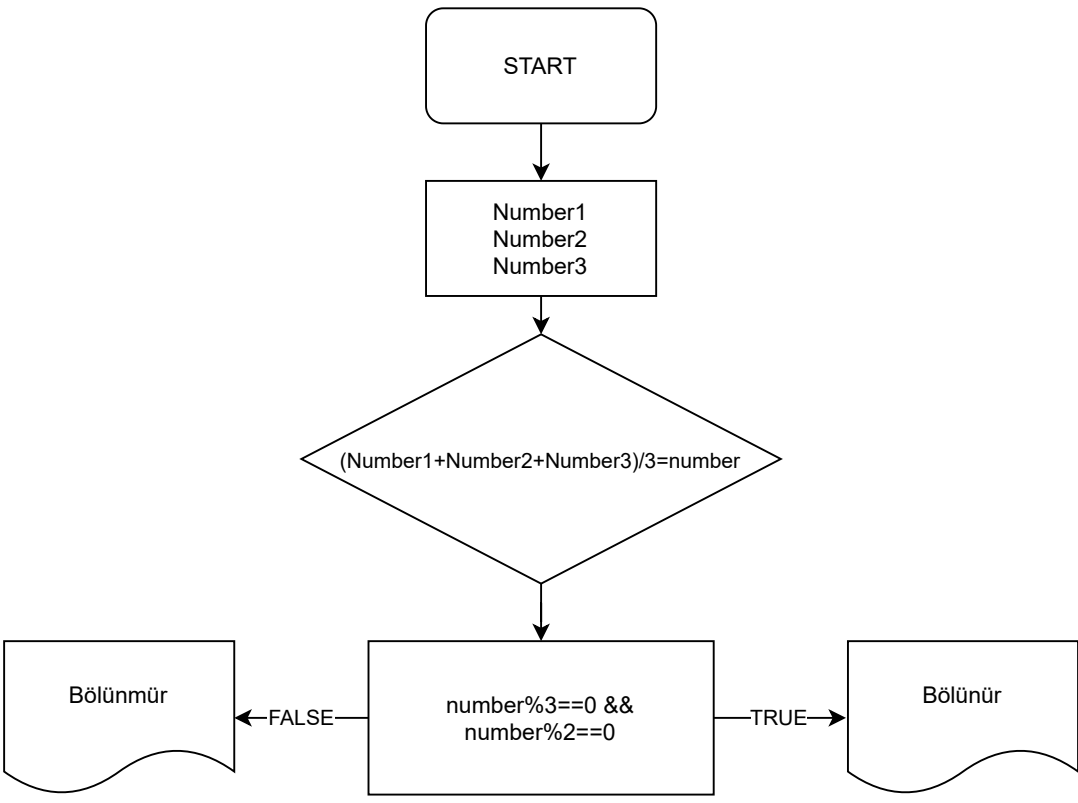 START
Number1
Number2
Number3
(Number1+Number2+Number3)/3=number
number%3==0 &&
number%2==0
FALSE
TRUE
Bölünmür
Bölünür